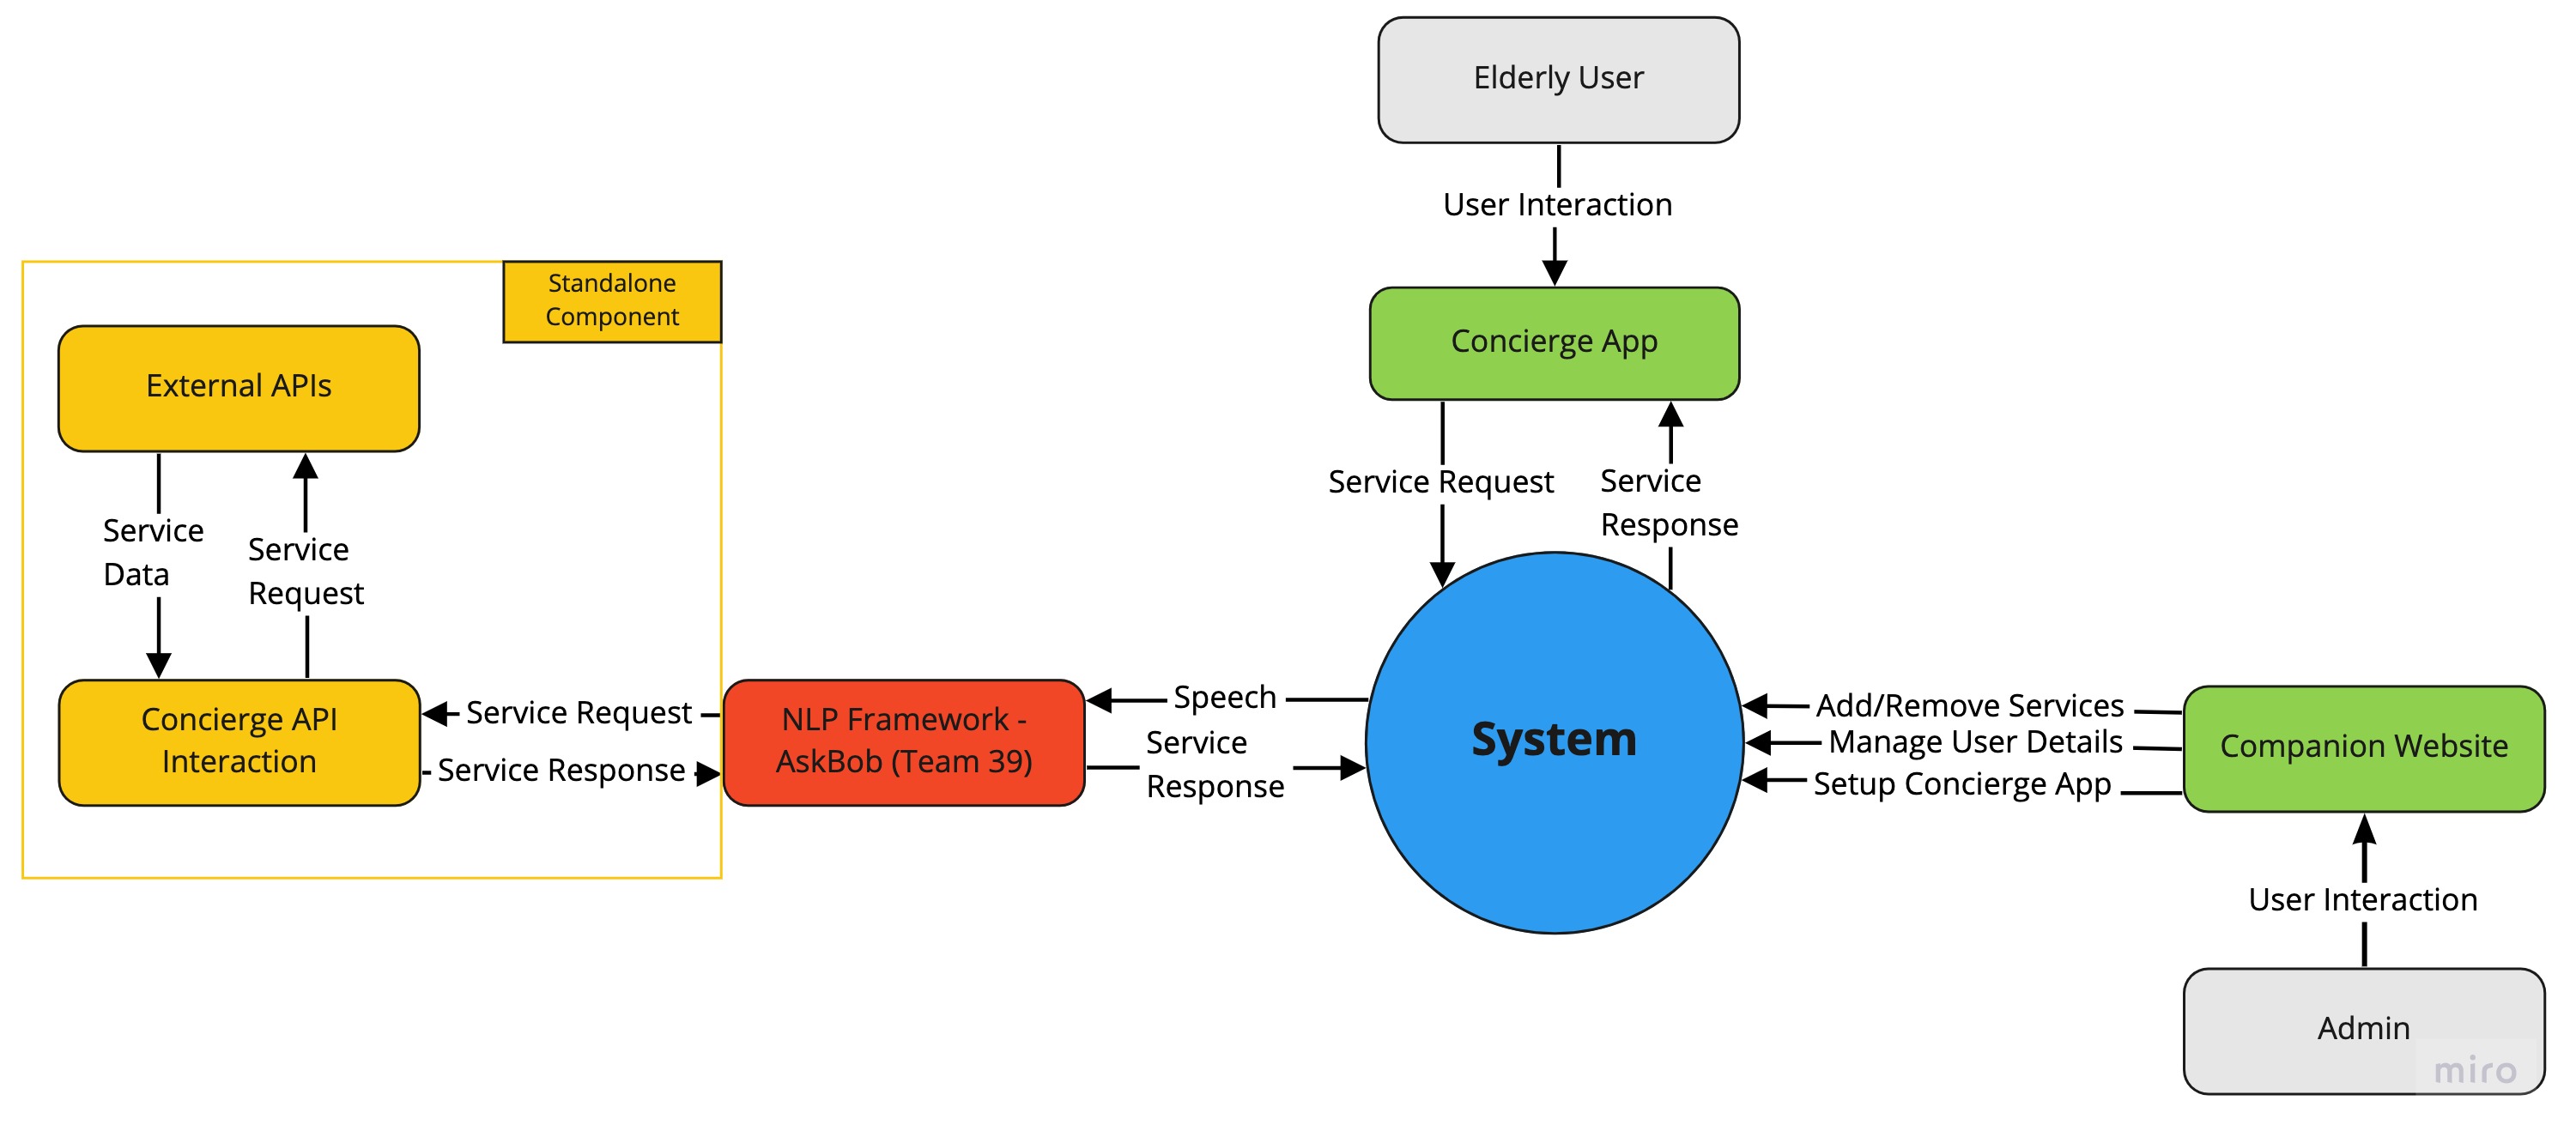 Elderly User
User Interaction
Standalone
Component
Concierge App
External APIs
Service Request
Service
Response
Service
Data
Service
Request
Concierge API
Interaction
Service Request
Service Response
NLP Framework -
AskBob (Team 39)
Speech
Service
Response
System
Add/Remove Services
Manage User Details
Setup Concierge App
Companion Website
User Interaction
Admin
miro